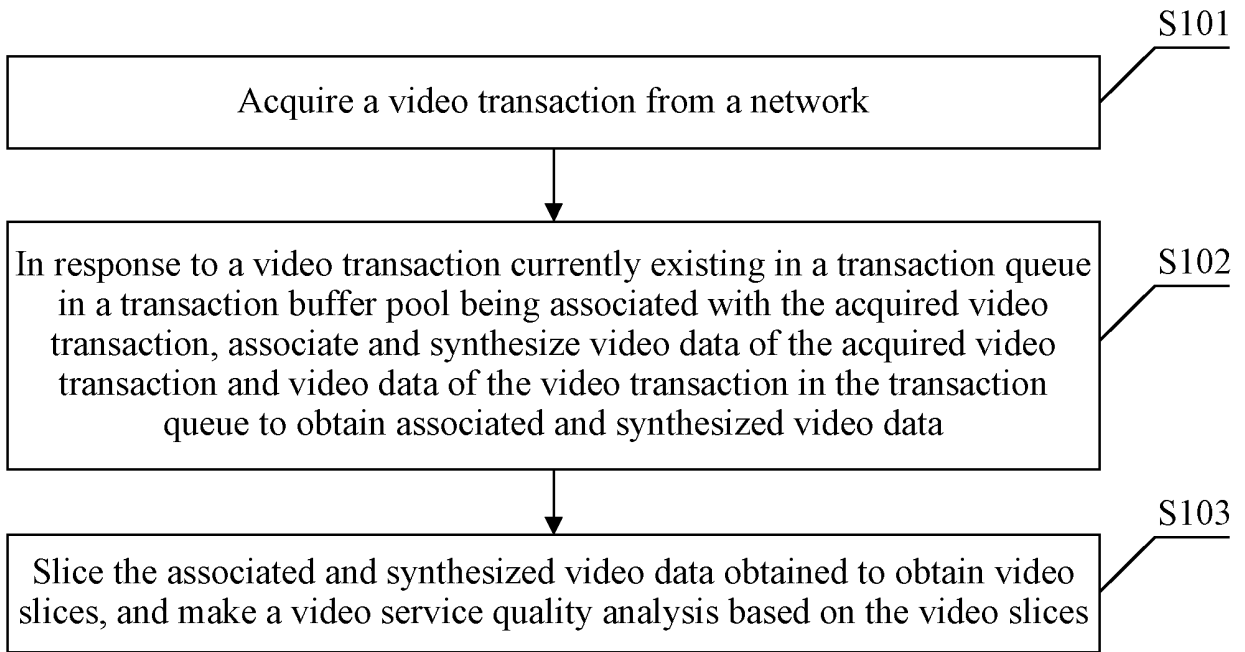 S101
Acquire a video transaction from a network
In response to a video transaction currently existing in a transaction queue
in a transaction buffer pool being associated with the acquired video
transaction, associate and synthesize video data of the acquired video
transaction and video data of the video transaction in the transaction
queue to obtain associated and synthesized video data
S102
S103
Slice the associated and synthesized video data obtained to obtain video
slices, and make a video service quality analysis based on the video slices